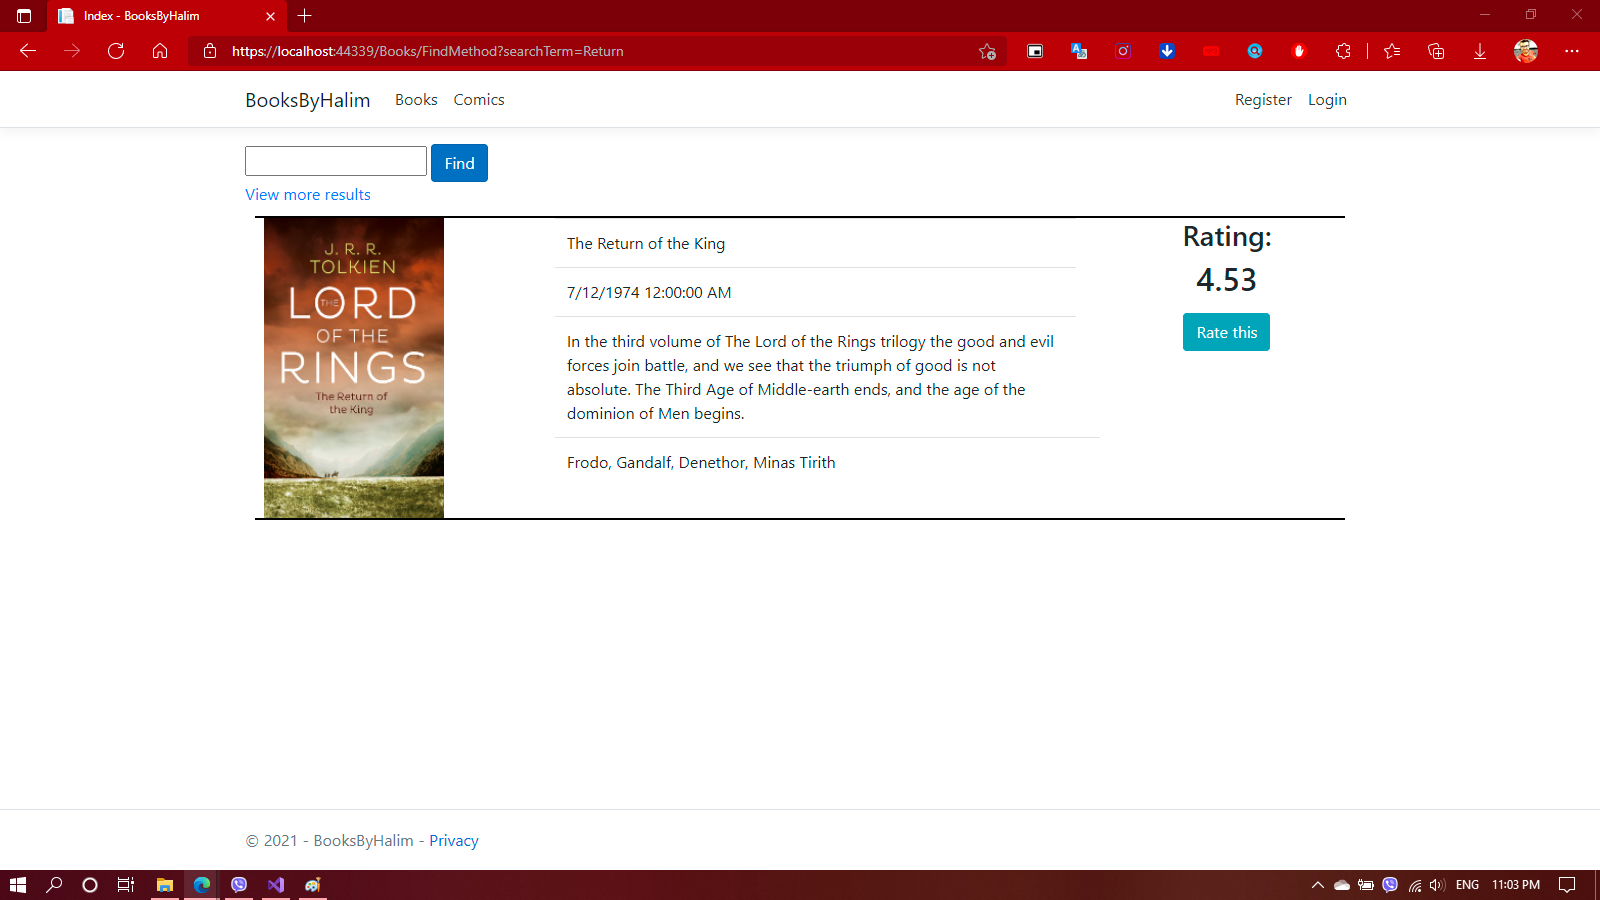 Index - BooksByHalim
https://localhost:44339/Books/FindMethod?searchTerm=Return
BooksByHalim Books Comics Register Login
Find
View more results
J. R. R.
TOLKIEN
THE
LORD
OF THE
RINGS
The Return of
the King
The Return of the King
7/12/1974 12:00:00 AM
In the third volume of The Lord of the Rings trilogy the good and evil
forces join battle, and we see that the triumph of good is not
absolute. The Third Age of Middle-earth ends, and the age of the
dominion of Men begins.
Frodo, Gandalf, Denethor, Minas Tirith
Rating:
4.53
Rate this
© 2021 - BooksByHalim - Privacy
ENG 11:03 PM